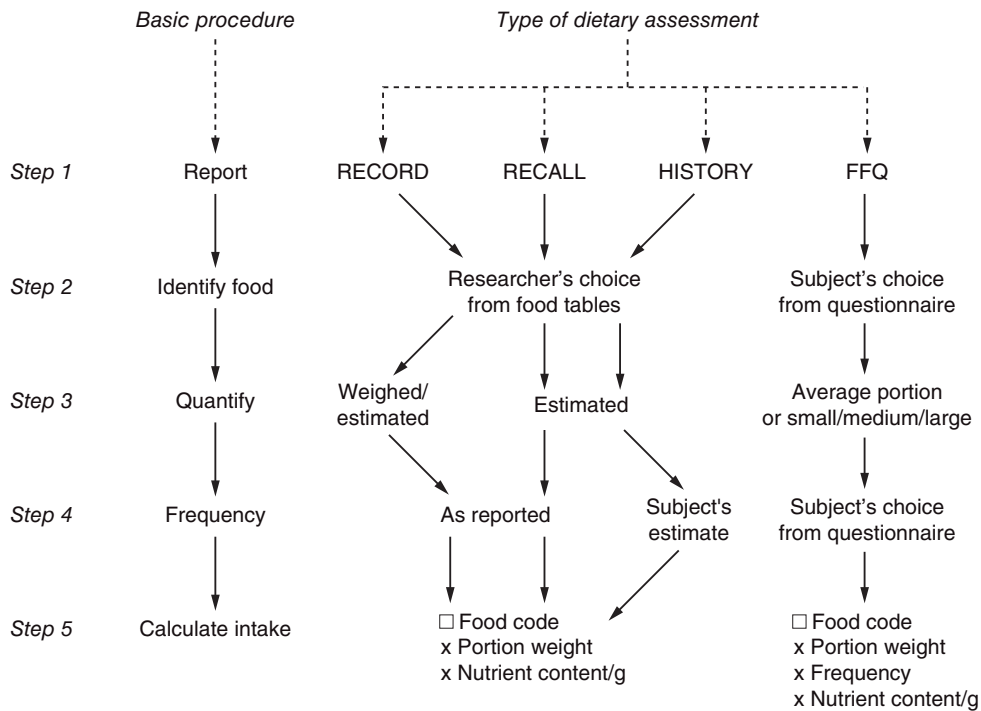 Basic procedure
Type of dietary assessment
Step 1
Report
RECORD
RECALL
HISTORY
FFQ
Step 2
Identify food
Researcher's choice
from food tables
Subject's choice
from questionnaire
Step 3
Quantify
Weighed/
estimated
Estimated
Average portion
or small/medium/large
Step 4
Frequency
As reported
Subject's
estimate
Subject's choice
from questionnaire
Step 5
Calculate intake
□ Food code
x Portion weight
x Nutrient content/g
□ Food code
x Portion weight
x Frequency
x Nutrient content/g